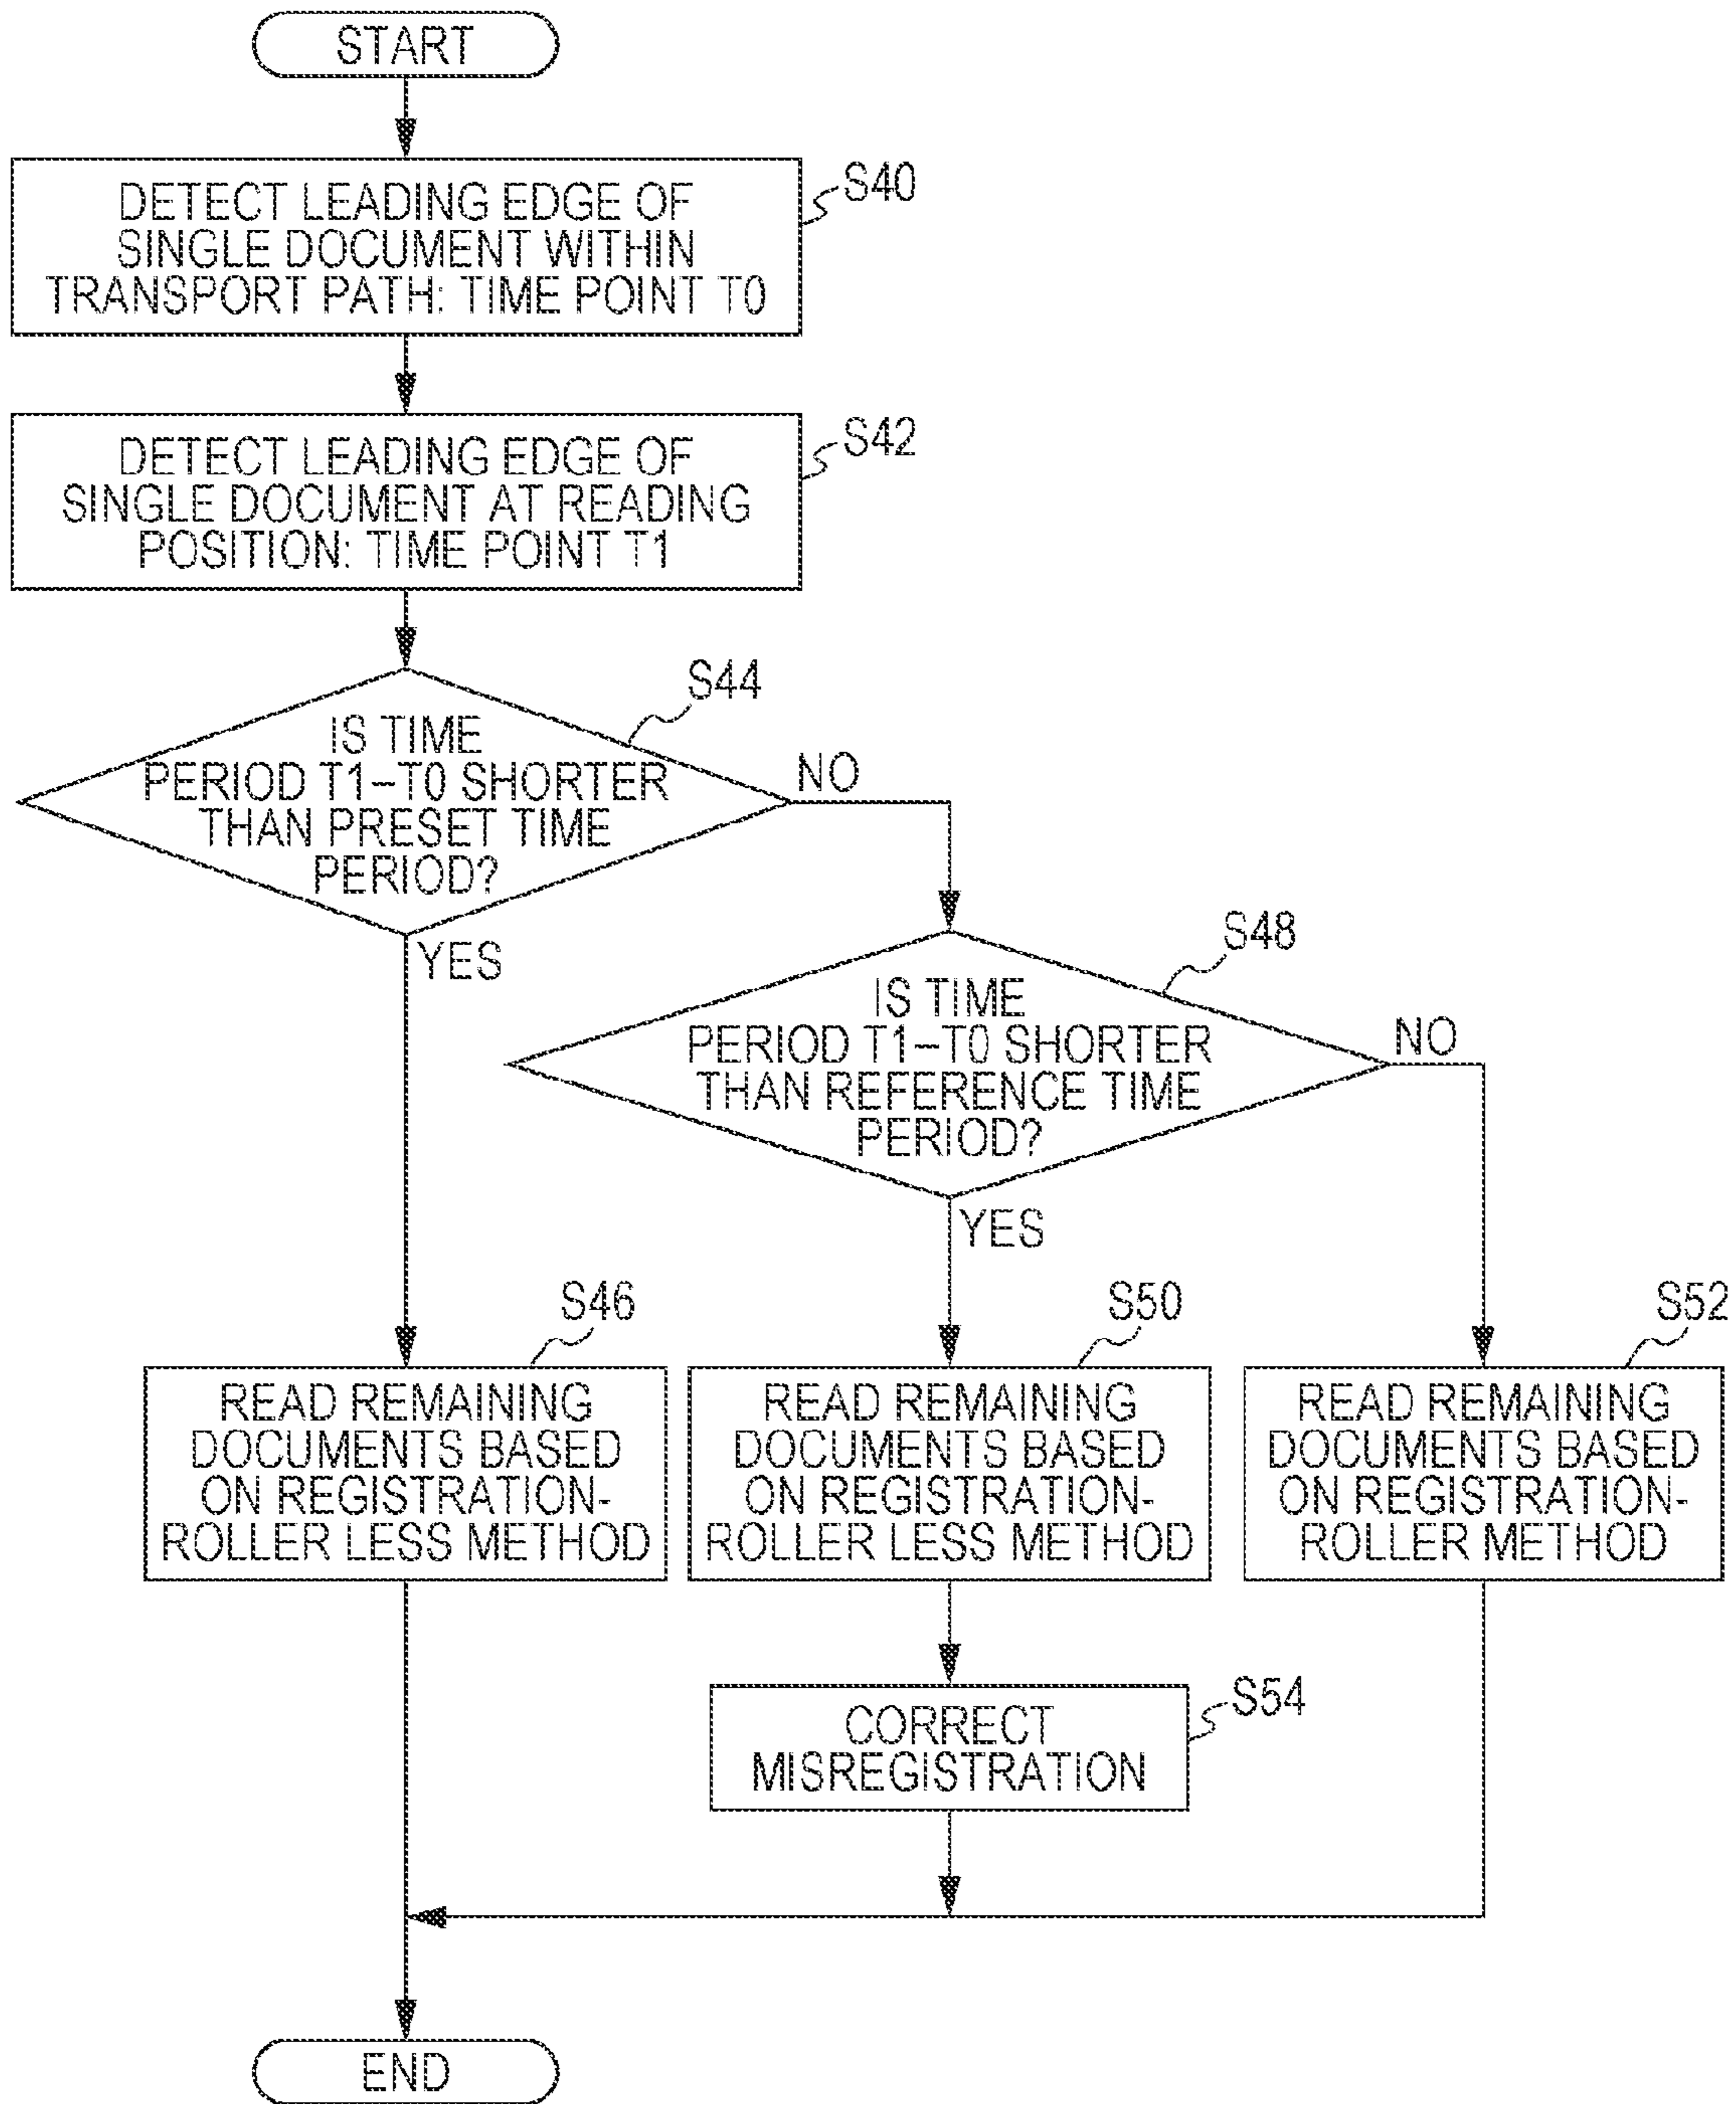 START
DETECT LEADING EDGE OF
SINGLE DOCUMENT WITHIN
TRANSPORT PATH: TIME POINT T0
S40
DETECT LEADING EDGE OF
SINGLE DOCUMENT AT READING
POSITION: TIME POINT T1
S42
IS TIME
PERIOD T1–T0 SHORTER
THAN PRESET TIME
PERIOD?
S44
NO
YES
IS TIME
PERIOD T1–T0 SHORTER
THAN REFERENCE TIME
PERIOD?
S48
NO
YES
S46
READ REMAINING
DOCUMENTS BASED
ON REGISTRATION-
ROLLER LESS METHOD
S50
READ REMAINING
DOCUMENTS BASED
ON REGISTRATION-
ROLLER LESS METHOD
S52
READ REMAINING
DOCUMENTS BASED
ON REGISTRATION-
ROLLER METHOD
CORRECT
MISREGISTRATION
S54
END